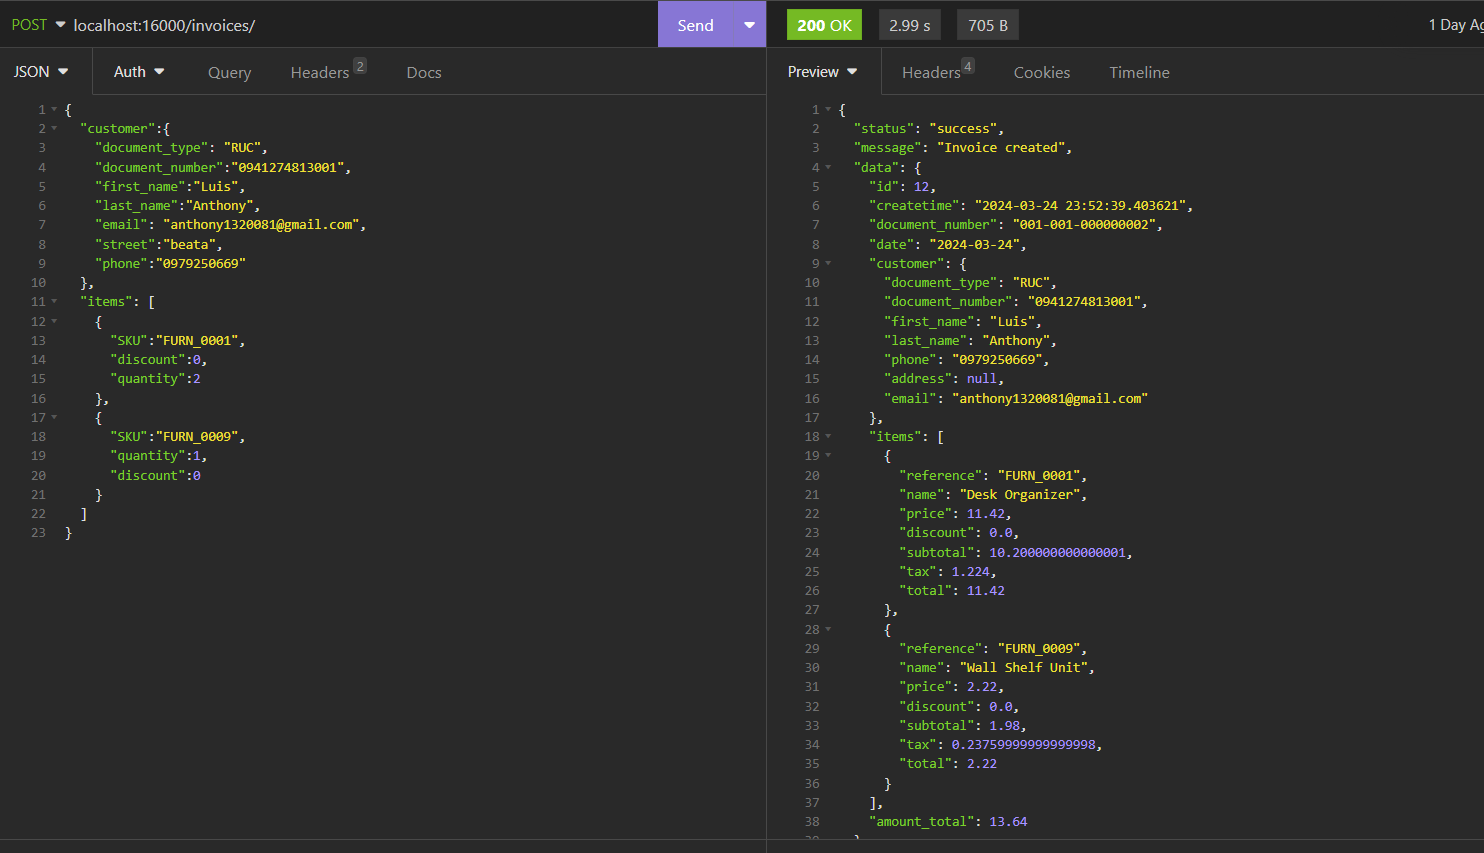 POST localhost:16000/invoices/ Send
JSON Auth Query Headers 2 Docs
1 {
2 "customer":{
3 "document_type": "RUC",
4 "document_number":"0941274813001",
5 "first_name":"Luis",
6 "last_name":"Anthony",
7 "email": "anthony1320081@gmail.com",
8 "street":"beata",
9 "phone":"0979250669"
10 },
11 "items": [
12 {
13 "SKU":"FURN_0001",
14 "discount":0,
15 "quantity":2
16 },
17 {
18 "SKU":"FURN_0009",
19 "quantity":1,
20 "discount":0
21 }
22 ]
23 }
200 OK 2.99 s 705 B 1 Day Ag
Preview Headers 4 Cookies Timeline
1 {
2 "status": "success",
3 "message": "Invoice created",
4 "data": {
5 "id": 12,
6 "createtime": "2024-03-24 23:52:39.403621",
7 "document_number": "001-001-000000002",
8 "date": "2024-03-24",
9 "customer": {
10 "document_type": "RUC",
11 "document_number": "0941274813001",
12 "first_name": "Luis",
13 "last_name": "Anthony",
14 "phone": "0979250669",
15 "address": null,
16 "email": "anthony1320081@gmail.com"
17 },
18 "items": [
19 {
20 "reference": "FURN_0001",
21 "name": "Desk Organizer",
22 "price": 11.42,
23 "discount": 0.0,
24 "subtotal": 10.200000000000001,
25 "tax": 1.224,
26 "total": 11.42
27 },
28 {
29 "reference": "FURN_0009",
30 "name": "Wall Shelf Unit",
31 "price": 2.22,
32 "discount": 0.0,
33 "subtotal": 1.98,
34 "tax": 0.23759999999999998,
35 "total": 2.22
36 }
37 ],
38 "amount_total": 13.64